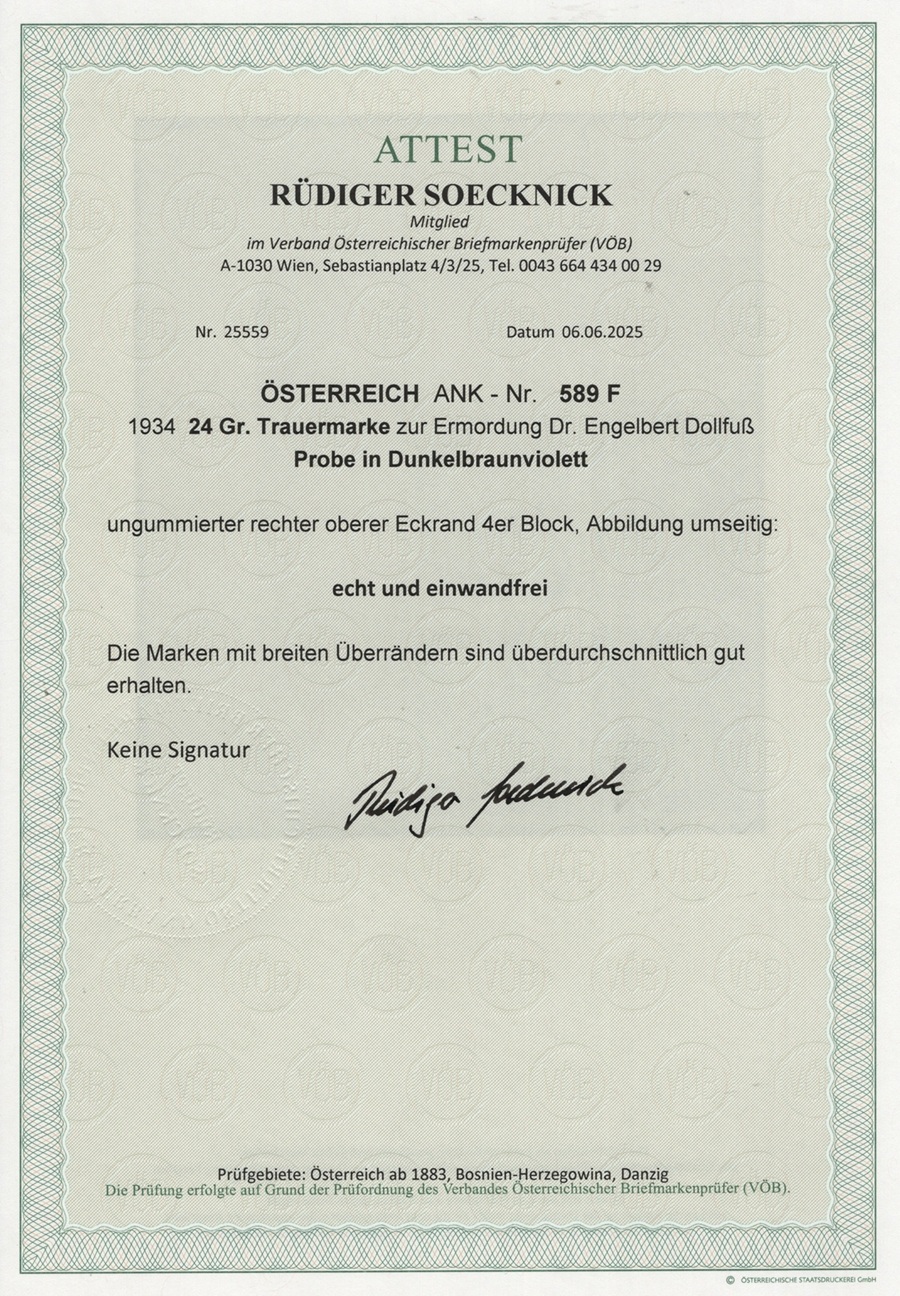 ATTEST
RÜDIGER SOECKNICK
Mitglied
im Verband Österreichischer Briefmarkenprüfer (VÖB)
A-1030 Wien, Sebastianplatz 4/3/25, Tel. 0043 664 434 00 29
Nr. 25559 Datum 06.06.2025
ÖSTERREICH ANK - Nr. 589 F
1934 24 Gr. Trauermarke zur Ermordung Dr. Engelbert Dollfuß
Probe in Dunkelbraunviolett
ungummierter rechter oberer Eckrand 4er Block, Abbildung umseitig:
echt und einwandfrei
Die Marken mit breiten Überrändern sind überdurchschnittlich gut
erhalten.
Keine Signatur
Rüdiger Soecknick
Prüfgebiete: Österreich ab 1883, Bosnien-Herzegowina, Danzig
Die Prüfung erfolgte auf Grund der Prüfordnung des Verbandes Österreichischer Briefmarkenprüfer (VÖB).
© ÖSTERREICHISCHE STAATSDRUCKEREI GmbH